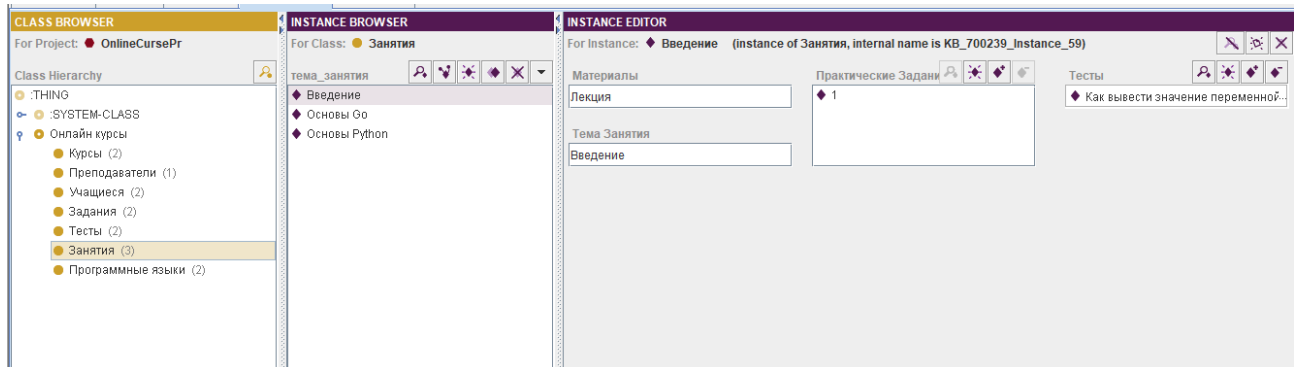 CLASS BROWSER
For Project: OnlineCursePr
Class Hierarchy
:THING
:SYSTEM-CLASS
Онлайн курсы
Курсы (2)
Преподаватели (1)
Учащиеся (2)
Задания (2)
Тесты (2)
Занятия (3)
Программные языки (2)
INSTANCE BROWSER
For Class: Занятия
тема_занятия
Введение
Основы Go
Основы Python
INSTANCE EDITOR
For Instance: Введение (instance of Занятия, internal name is KB_700239_Instance_59)
Материалы
Лекция
Тема Занятия
Введение
Практические Задани
1
Тесты
Как вывести значение переменной...